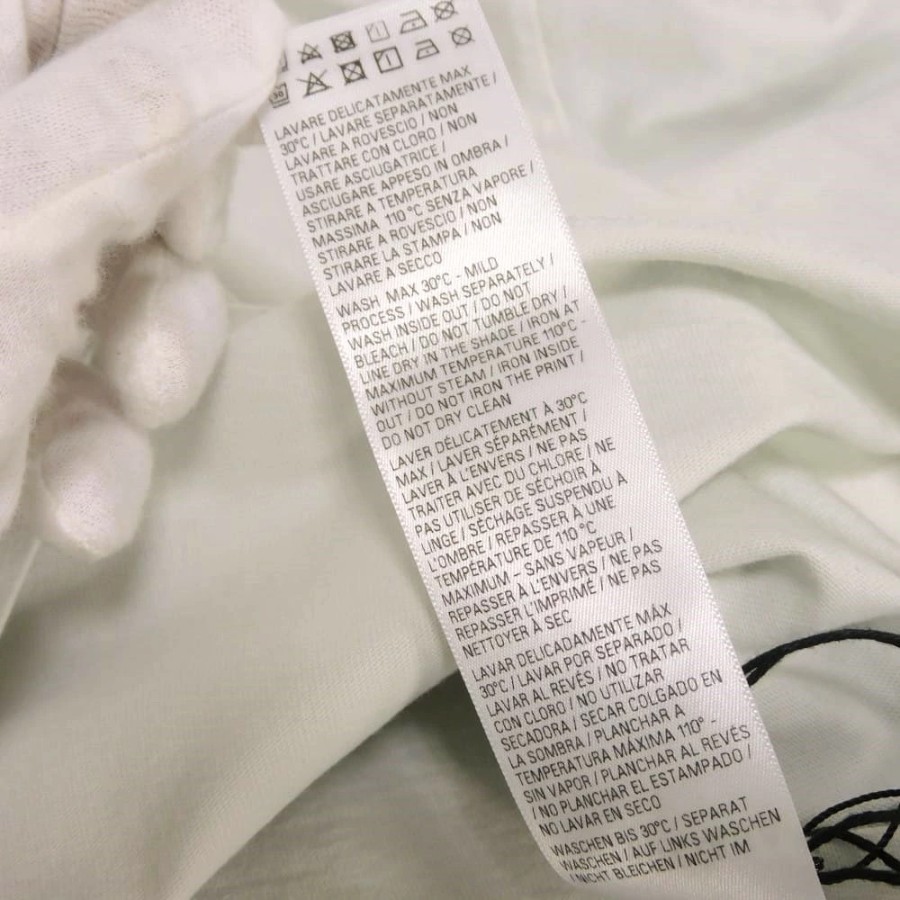 LAVARE DELICATAMENTE MAX
30°C / LAVARE SEPARATAMENTE /
LAVARE A ROVESCIO / NON
TRATTARE CON CLORO / NON
USARE ASCIUGATRICE /
ASCIUGARE APPESO IN OMBRA /
STIRARE A TEMPERATURA
MASSIMA 110 °C SENZA VAPORE /
STIRARE A ROVESCIO / NON
STIRARE LA STAMPA / NON
LAVARE A SECCO
WASH MAX 30°C - MILD
PROCESS / WASH SEPARATELY /
WASH INSIDE OUT / DO NOT
BLEACH / DO NOT TUMBLE DRY /
LINE DRY IN THE SHADE / IRON AT
MAXIMUM TEMPERATURE 110°C -
WITHOUT STEAM / IRON INSIDE
OUT / DO NOT IRON THE PRINT /
DO NOT DRY CLEAN
LAVER DÉLICATEMENT À 30°C
MAX / LAVER SÉPARÉMENT /
LAVER À L'ENVERS / NE PAS
TRAITER AVEC DU CHLORE / NE
PAS UTILISER DE SÉCHOIR À
LINGE / SÉCHAGE SUSPENDU À
L'OMBRE / REPASSER À UNE
TEMPÉRATURE DE 110 °C
MAXIMUM - SANS VAPEUR /
REPASSER À L'ENVERS / NE PAS
REPASSER L'IMPRIMÉ / NE PAS
NETTOYER À SEC
LAVAR DELICADAMENTE MÁX
30°C / LAVAR POR SEPARADO /
LAVAR AL REVÉS / NO TRATAR
CON CLORO / NO UTILIZAR
SECADORA / SECAR COLGADO EN
LA SOMBRA / PLANCHAR A
TEMPERATURA MÁXIMA 110° -
SIN VAPOR / PLANCHAR AL REVÉS
/ NO PLANCHAR EL ESTAMPADO /
NO LAVAR EN SECO
WASCHEN BIS 30°C / SEPARAT
WASCHEN / AUF LINKS WASCHEN
/ NICHT BLEICHEN / NICHT IM